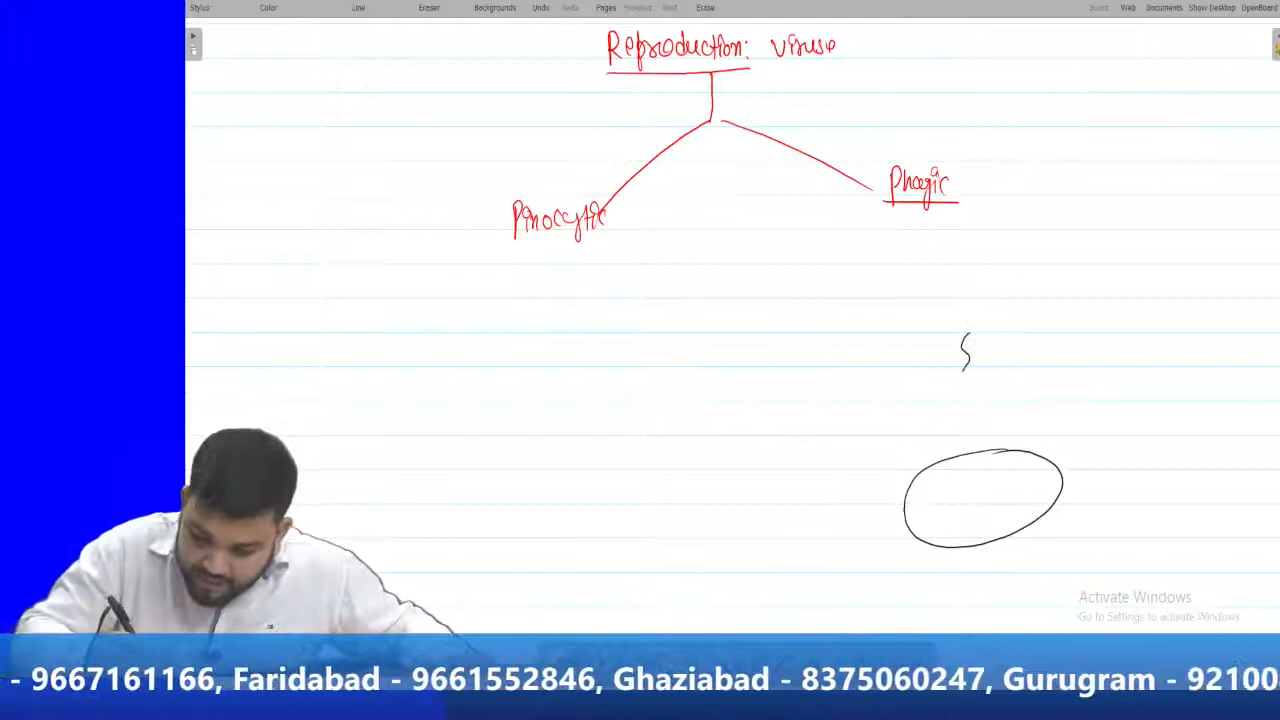 Stylus Color Line Eraser Backgrounds Undo Redo Pages Previous Next Erase Board Web Documents Show Desktop OpenBoard
Reproduction: viruse
Phagic
Pinocytic
Activate Windows
Go to Settings to activate Windows
- 9667161166, Faridabad - 9661552846, Ghaziabad - 8375060247, Gurugram - 92100